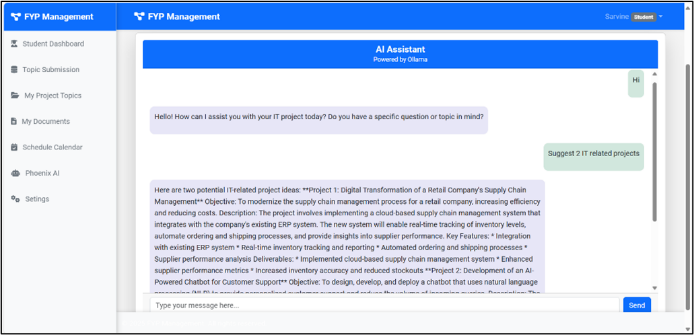 FYP Management
FYP Management
Sarvine Student
Student Dashboard
Topic Submission
My Project Topics
My Documents
Schedule Calendar
Phoenix AI
Setings
AI Assistant
Powered by Ollama
Hi
Hello! How can I assist you with your IT project today? Do you have a specific question or topic in mind?
Suggest 2 IT related projects
Here are two potential IT-related project ideas: **Project 1: Digital Transformation of a Retail Company's Supply Chain
Management** Objective: To modernize the supply chain management process for a retail company, increasing efficiency
and reducing costs. Description: The project involves implementing a cloud-based supply chain management system that
integrates with the company's existing ERP system. The new system will enable real-time tracking of inventory levels,
automate ordering and shipping processes, and provide insights into supplier performance. Key Features: * Integration
with existing ERP system * Real-time inventory tracking and reporting * Automated ordering and shipping processes *
Supplier performance analysis Deliverables: * Implemented cloud-based supply chain management system * Enhanced
supplier performance metrics * Increased inventory accuracy and reduced stockouts **Project 2: Development of an AI-
Powered Chatbot for Customer Support** Objective: To design, develop, and deploy a chatbot that uses natural language
Type your message here...
Send